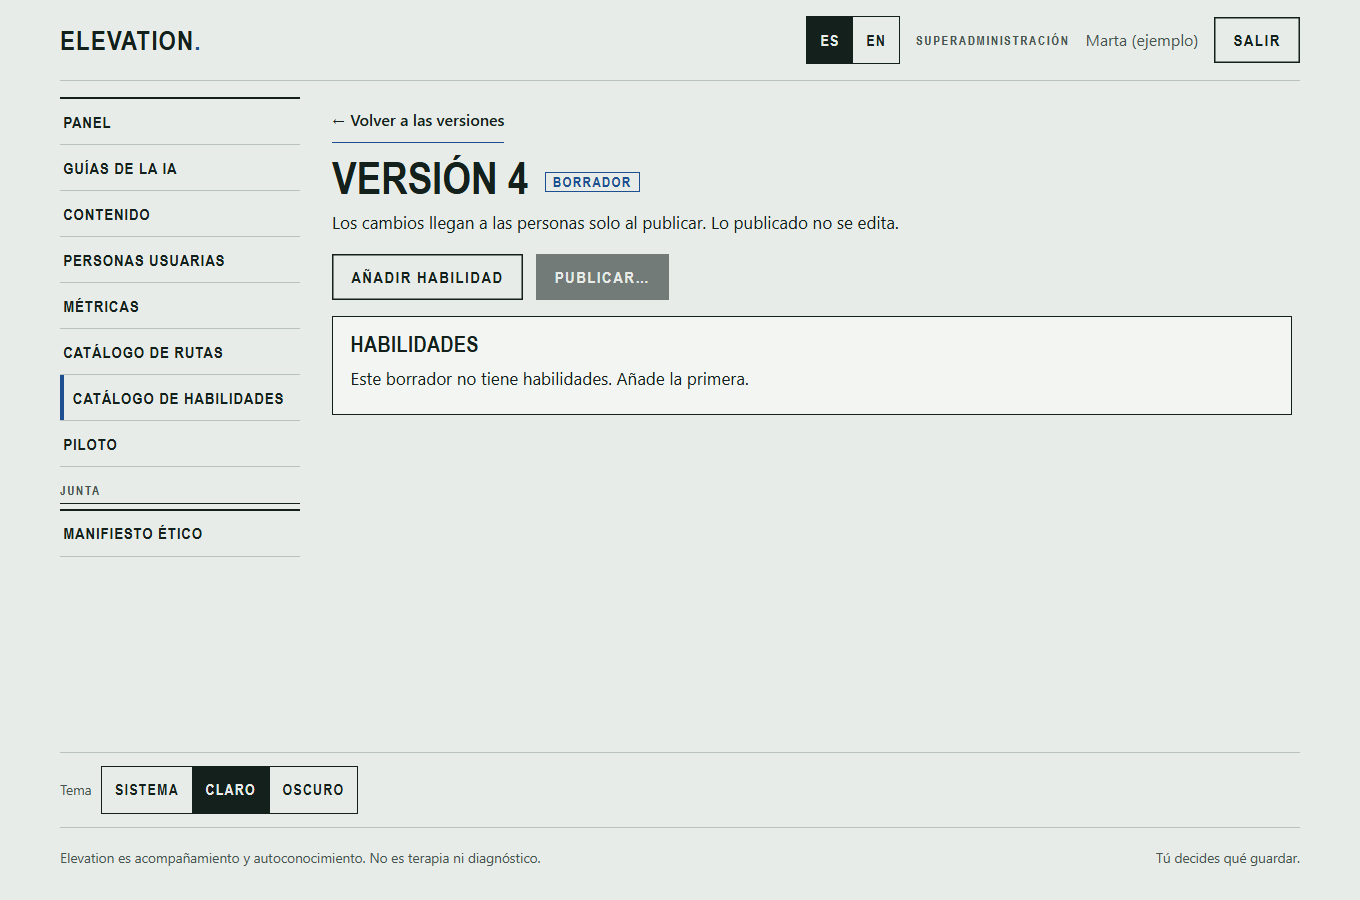 ELEVATION.
ES EN SUPERADMINISTRACIÓN Marta (ejemplo) SALIR
PANEL
GUÍAS DE LA IA
CONTENIDO
PERSONAS USUARIAS
MÉTRICAS
CATÁLOGO DE RUTAS
CATÁLOGO DE HABILIDADES
PILOTO
JUNTA
MANIFIESTO ÉTICO
← Volver a las versiones
VERSIÓN 4 BORRADOR
Los cambios llegan a las personas solo al publicar. Lo publicado no se edita.
AÑADIR HABILIDAD PUBLICAR...
HABILIDADES
Este borrador no tiene habilidades. Añade la primera.
Tema SISTEMA CLARO OSCURO
Elevation es acompañamiento y autoconocimiento. No es terapia ni diagnóstico.
Tú decides qué guardar.